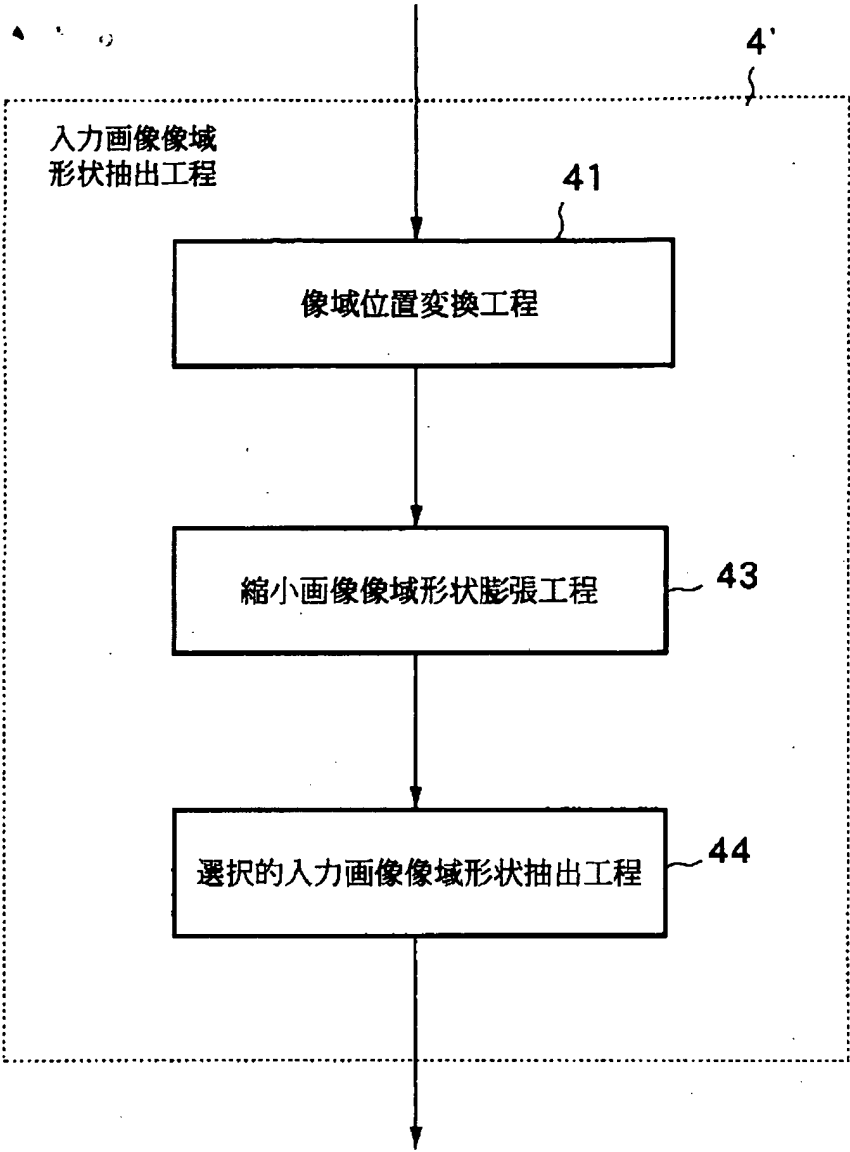 4'
入力画像像域
形状抽出工程
41
像域位置変換工程
縮小画像像域形状膨張工程
43
選択的入力画像像域形状抽出工程
44